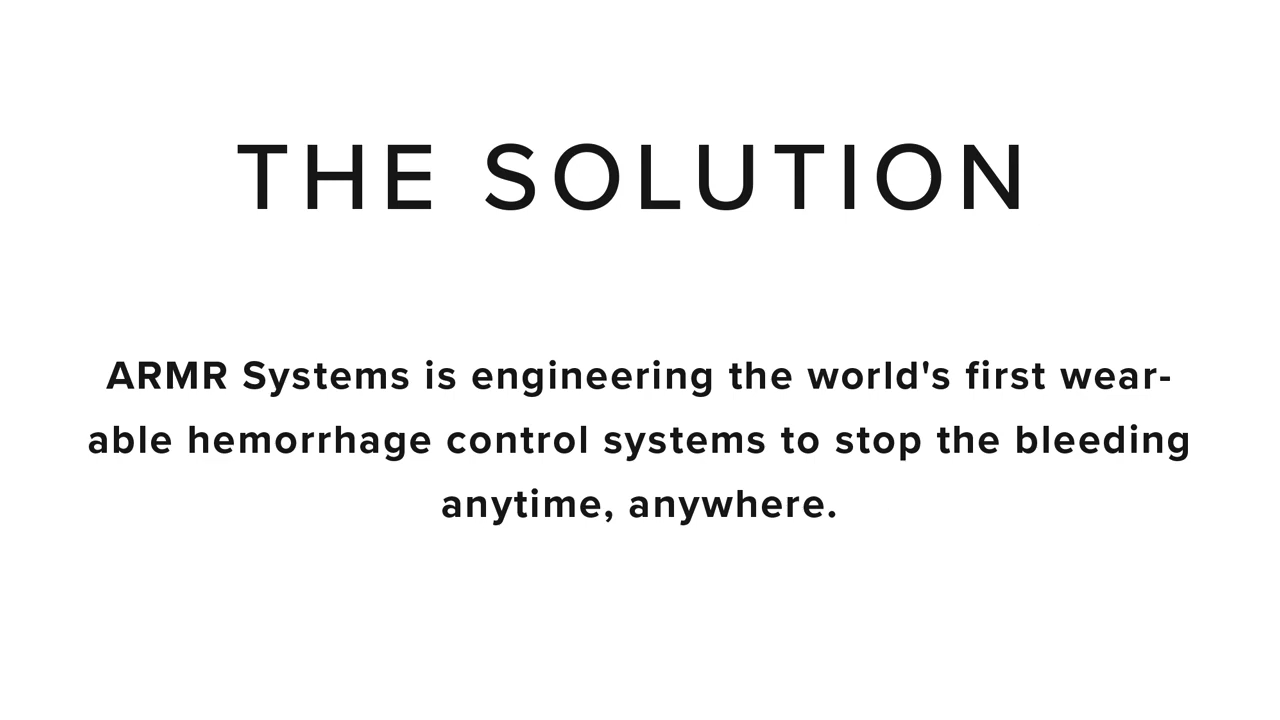 THE SOLUTION
ARMR Systems is engineering the world's first wear-
able hemorrhage control systems to stop the bleeding
anytime, anywhere.